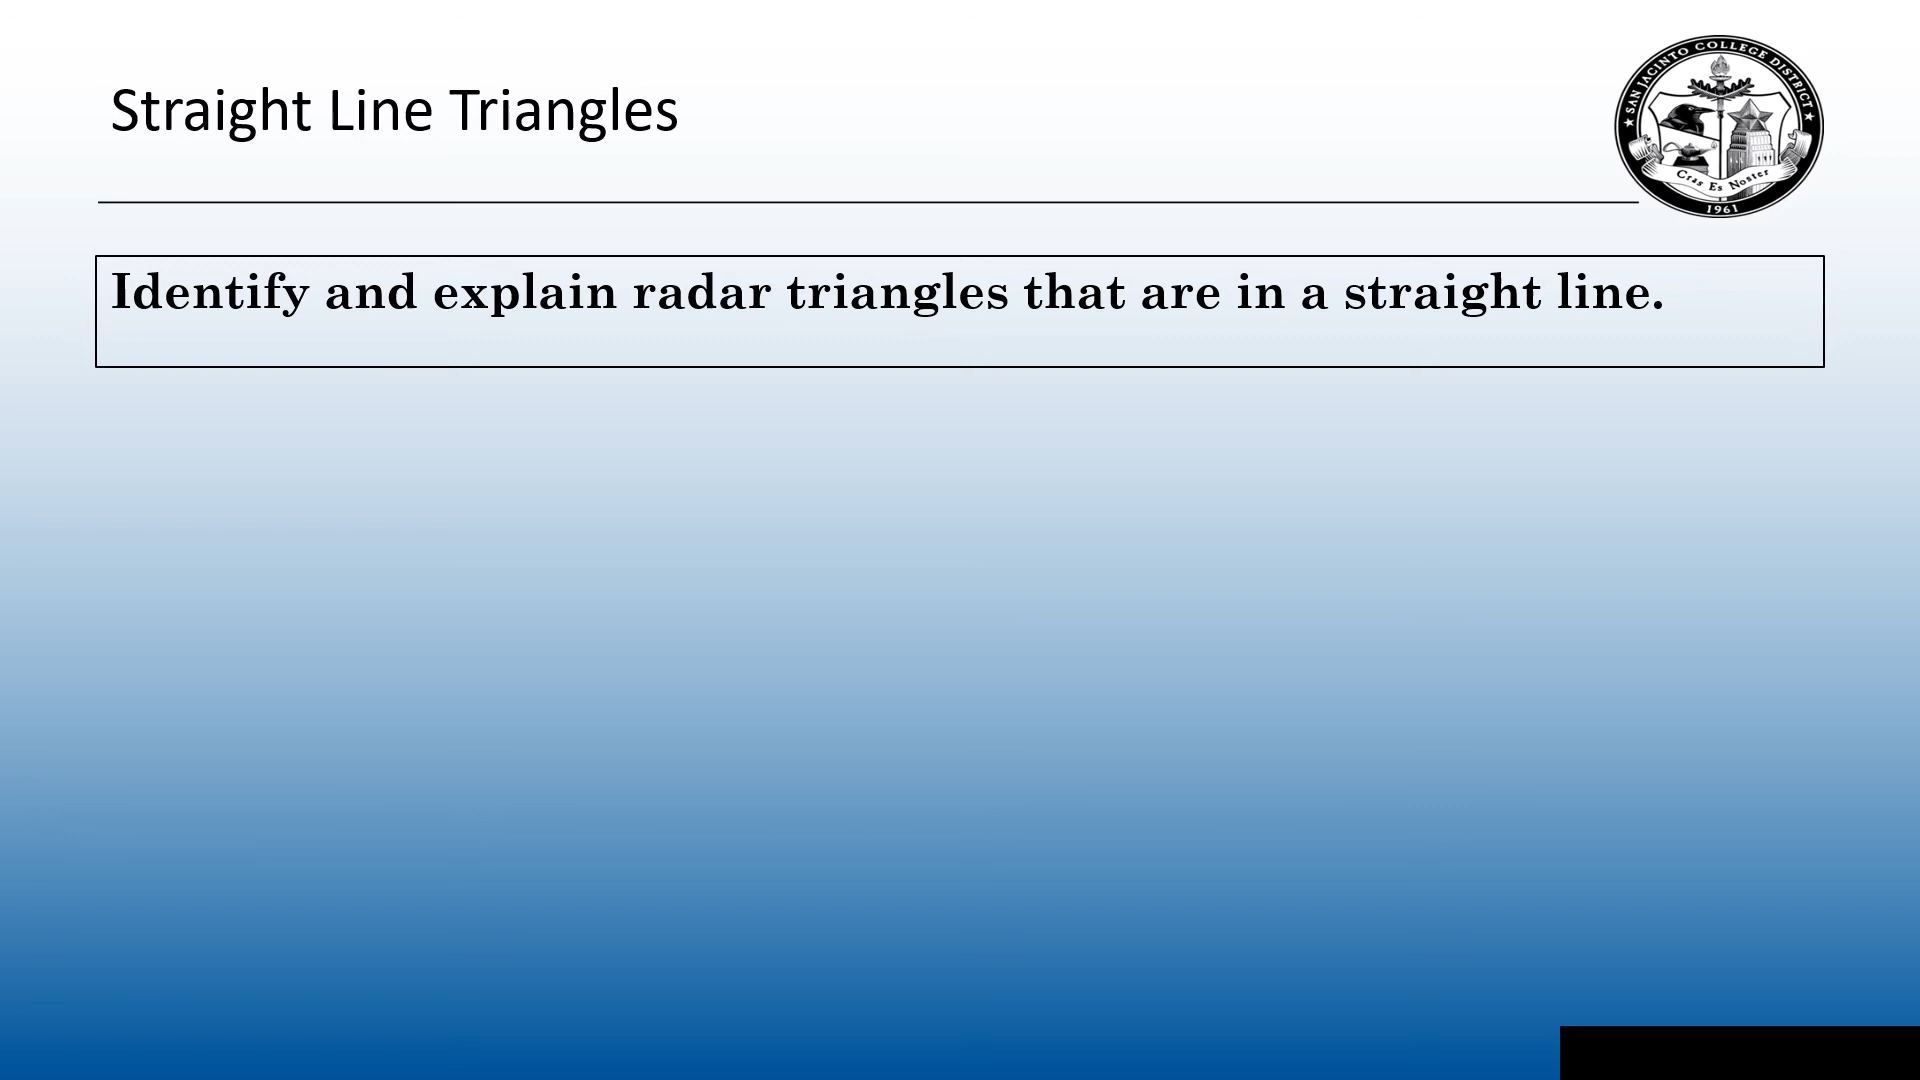 Straight Line Triangles
SAN JACINTO COLLEGE DISTRICT
Cras Es Noster
1961
Identify and explain radar triangles that are in a straight line.